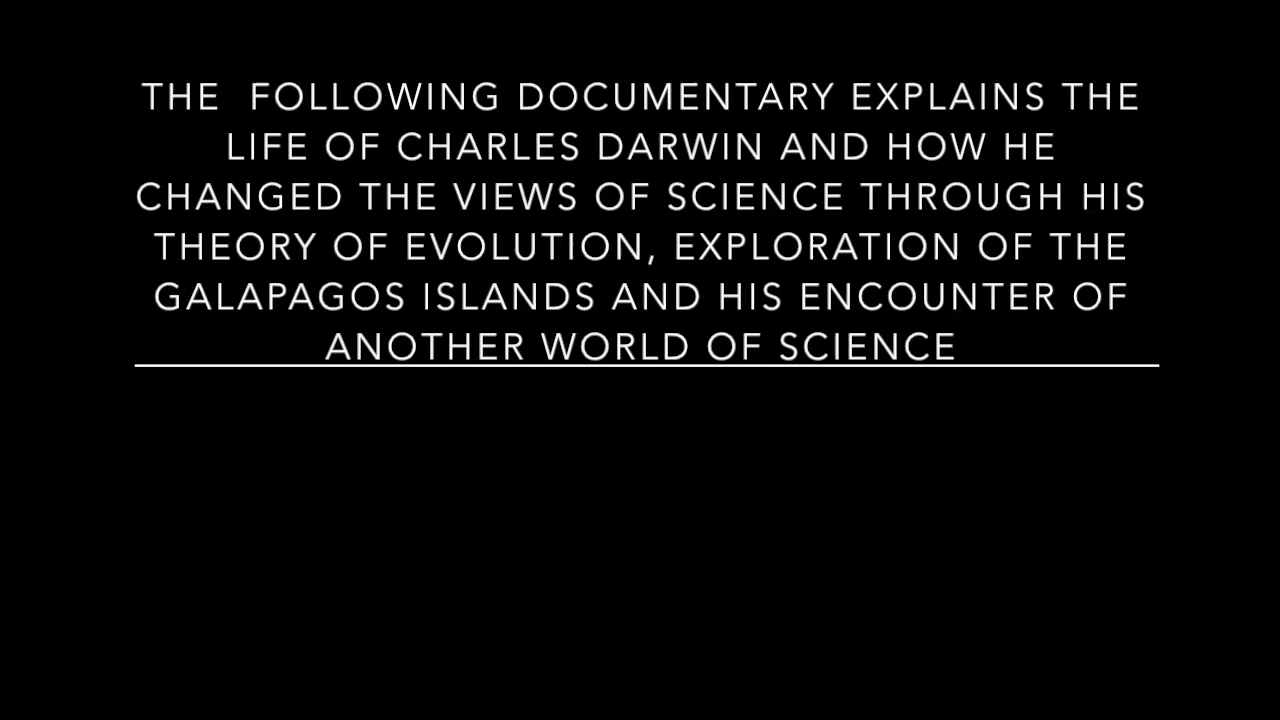 THE  FOLLOWING DOCUMENTARY EXPLAINS THE
LIFE OF CHARLES DARWIN AND HOW HE
CHANGED THE VIEWS OF SCIENCE THROUGH HIS
THEORY OF EVOLUTION, EXPLORATION OF THE
GALAPAGOS ISLANDS AND HIS ENCOUNTER OF
ANOTHER WORLD OF SCIENCE